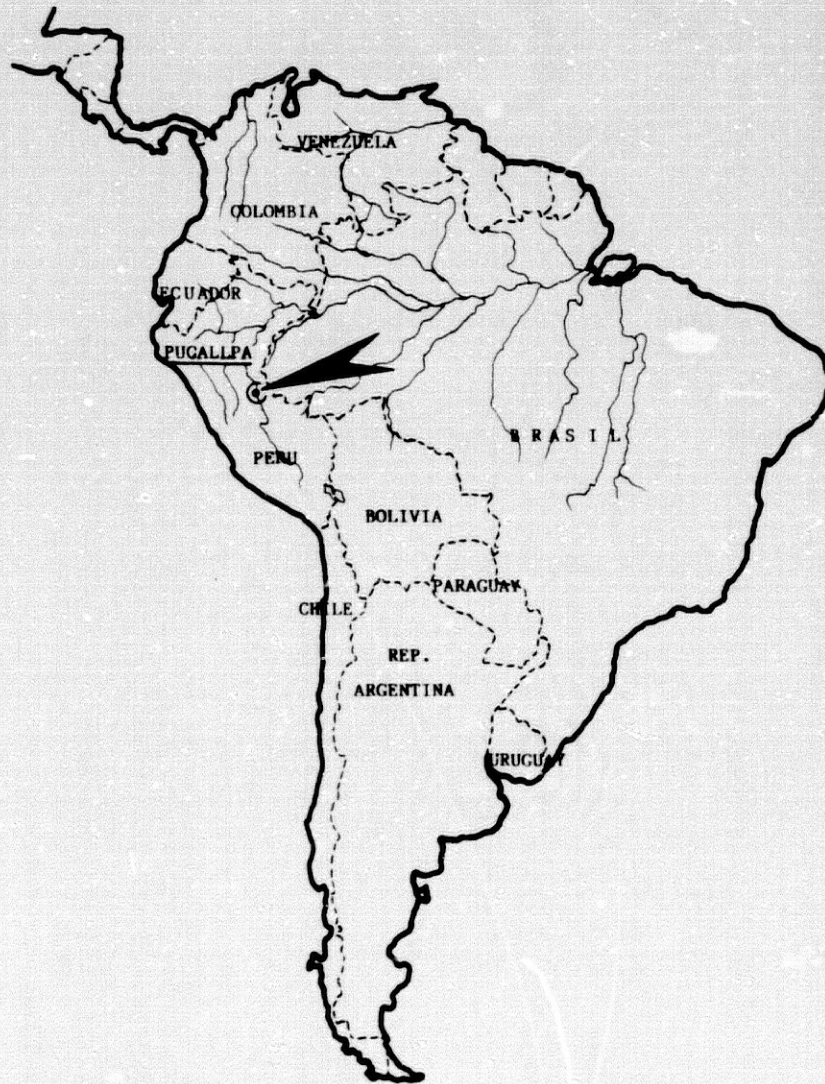 VENEZUELA
COLOMBIA
ECUADOR
PUCALLPA
BRASIL
PERU
BOLIVIA
PARAGUAY
CHILE
REP.
ARGENTINA
URUGUAY